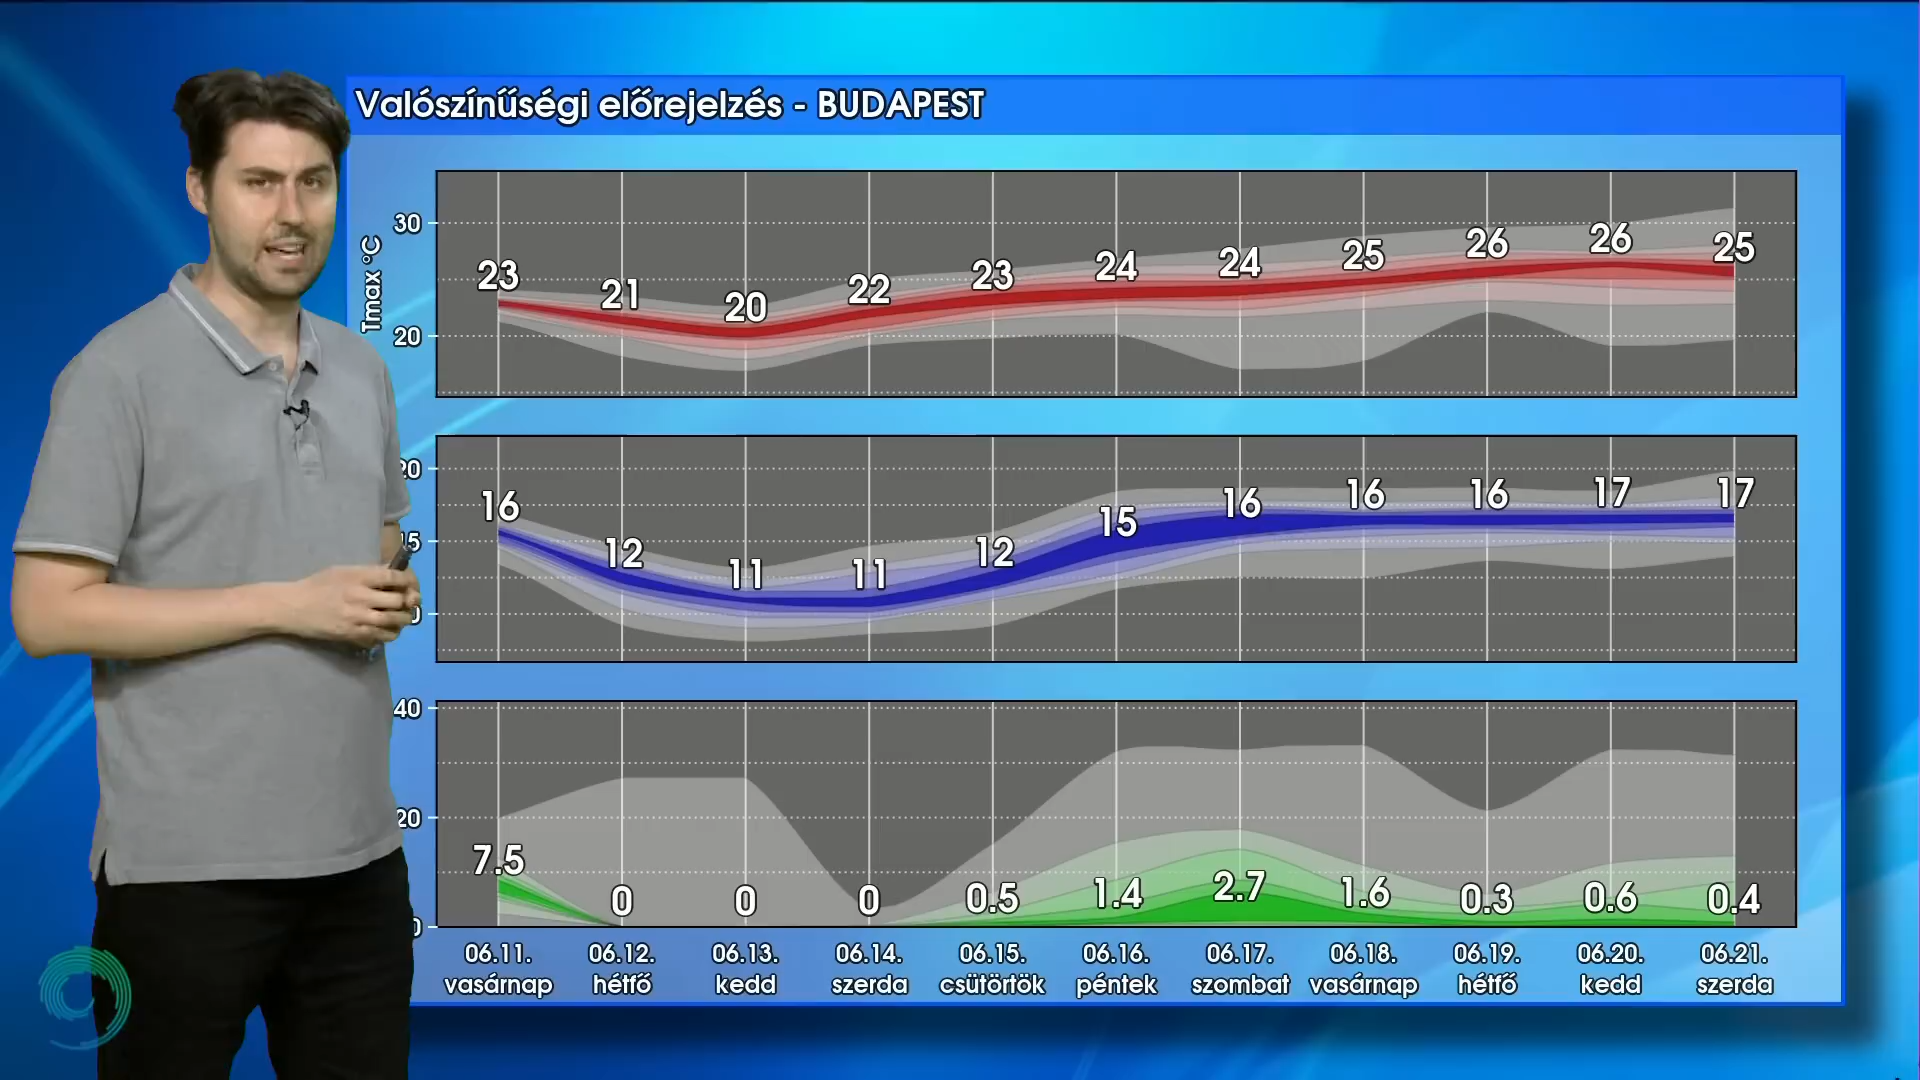 Valószínűségi előrejelzés - BUDAPEST
Tmax °C
30
20
23 21 20 22 23 24 24 25 26 26 25
20
16 12 11 11 12 15 16 16 16 17 17
40
20
0
7.5 0 0 0 0.5 1.4 2.7 1.6 0.3 0.6 0.4
06.11. 06.12. 06.13. 06.14. 06.15. 06.16. 06.17. 06.18. 06.19. 06.20. 06.21.
vasárnap hétfő kedd szerda csütörtök péntek szombat vasárnap hétfő kedd szerda